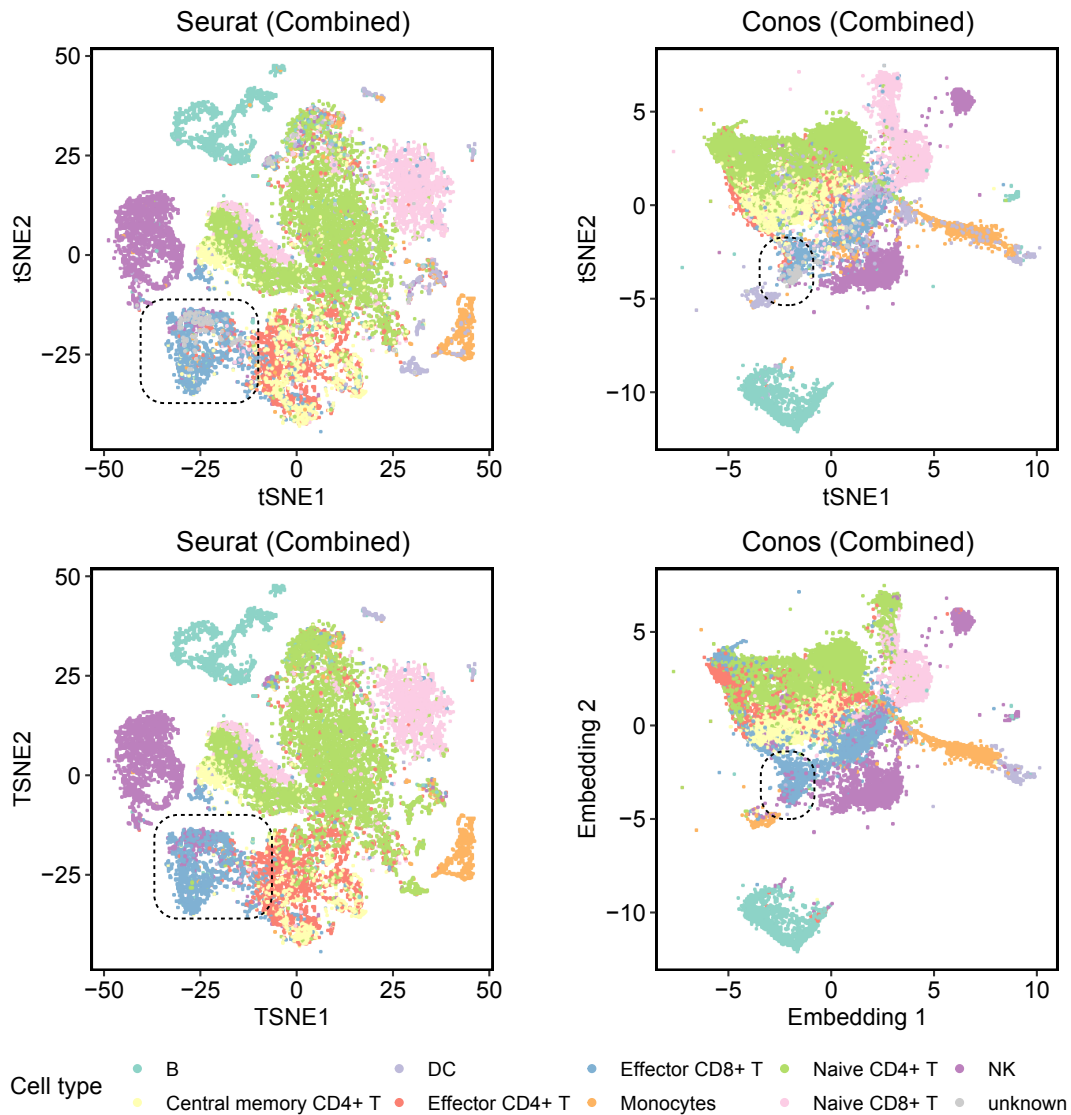 Seurat (Combined)
Conos (Combined)
50
25
0
−25
tSNE2
−50 −25 0 25 50
tSNE1
5
0
−5
−10
tSNE2
−5 0 5 10
tSNE1
Seurat (Combined)
Conos (Combined)
50
25
0
−25
TSNE2
−50 −25 0 25 50
TSNE1
5
0
−5
−10
Embedding 2
−5 0 5 10
Embedding 1
Cell type
B DC Effector CD8+ T Naive CD4+ T NK
Central memory CD4+ T Effector CD4+ T Monocytes Naive CD8+ T unknown